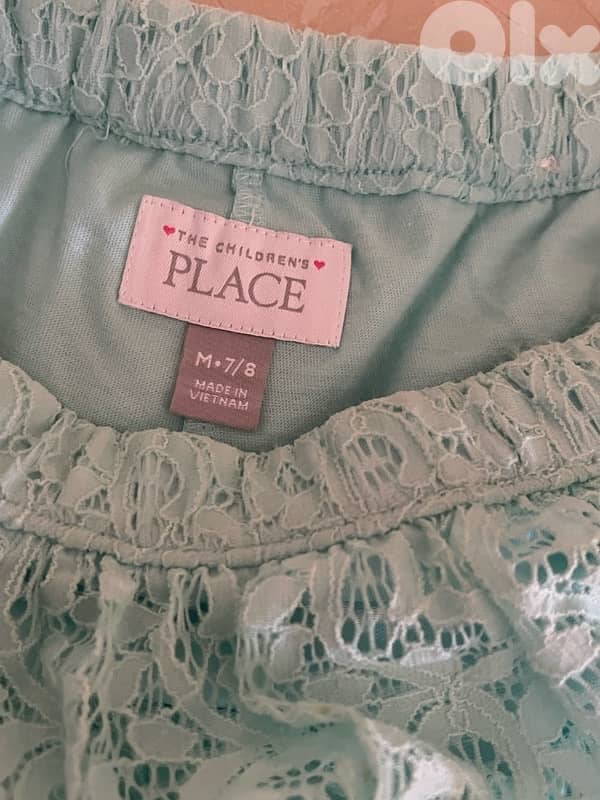 olx
THE CHILDREN'S
PLACE
M•7/8
MADE IN
VIETNAM